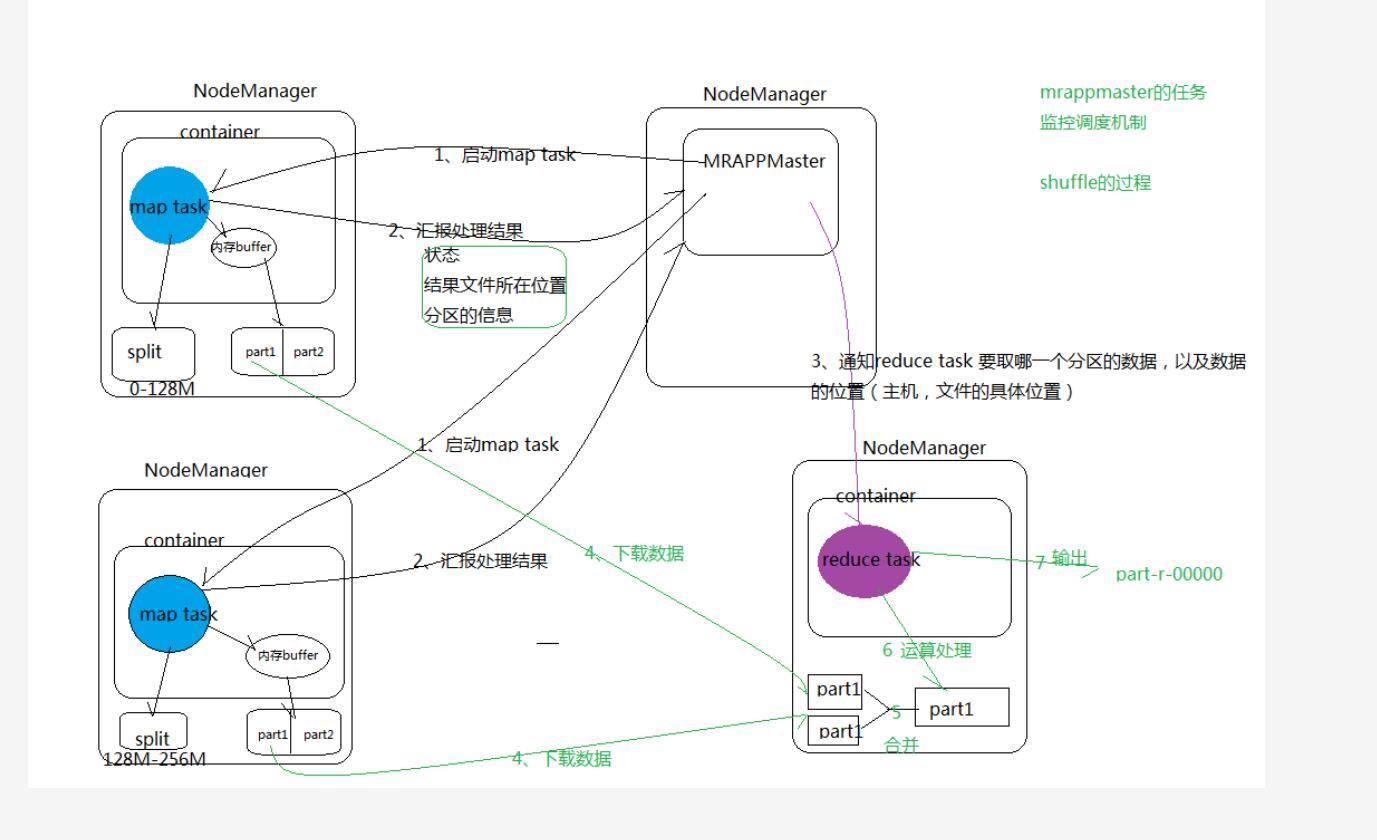 NodeManager
container
map task
内存buffer
split
0-128M
part1
part2
1、启动map task
2、汇报处理结果
状态
结果文件所在位置
分区的信息
NodeManager
MRAPPMaster
mrappmaster的任务
监控调度机制
shuffle的过程
3、通知reduce task 要取哪一个分区的数据，以及数据
的位置（主机，文件的具体位置）
NodeManager
container
map task
内存buffer
split
128M-256M
part1
part2
1、启动map task
2、汇报处理结果
4、下载数据
4、下载数据
NodeManager
container
reduce task
7 输出
part-r-00000
6 运算处理
part1
part1
5
合并
part1